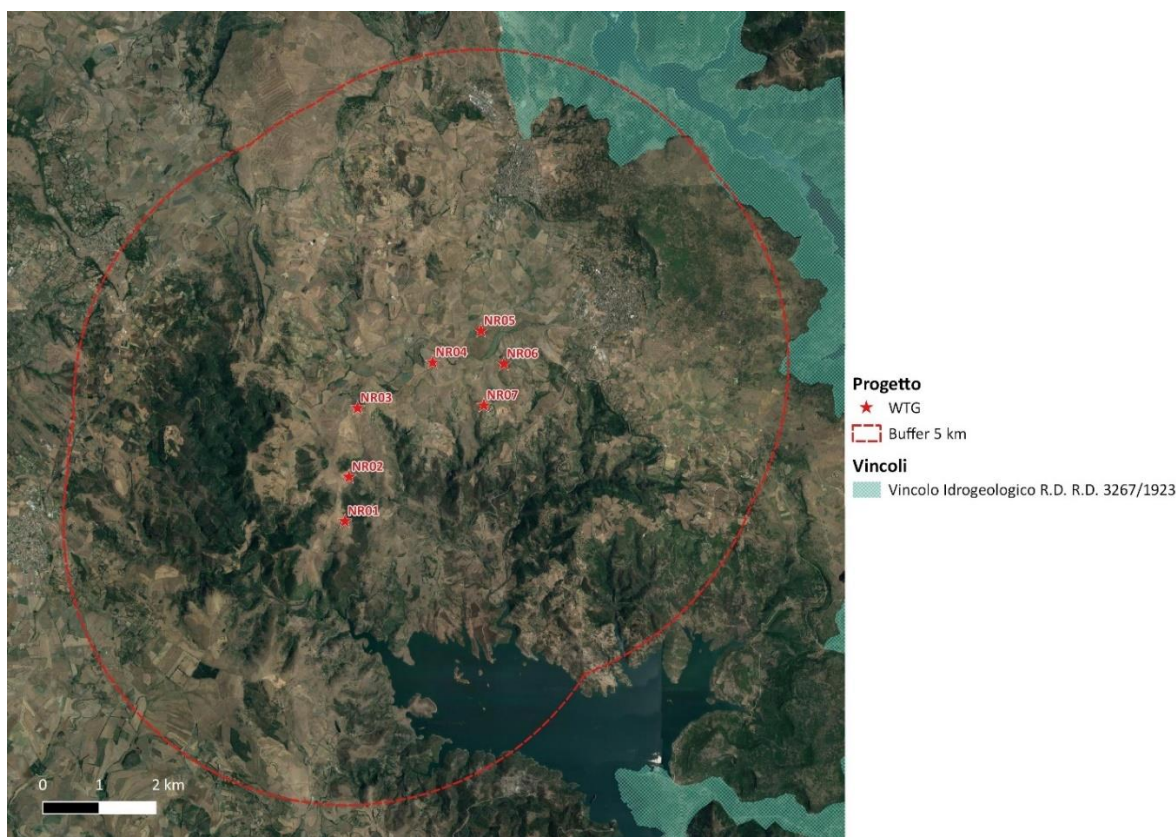 NR05
NR04
NR06
NR03
NR07
NR02
NR01
0 1 2 km
Progetto
WTG
Buffer 5 km
Vincoli
Vincolo Idrogeologico R.D. R.D. 3267/1923